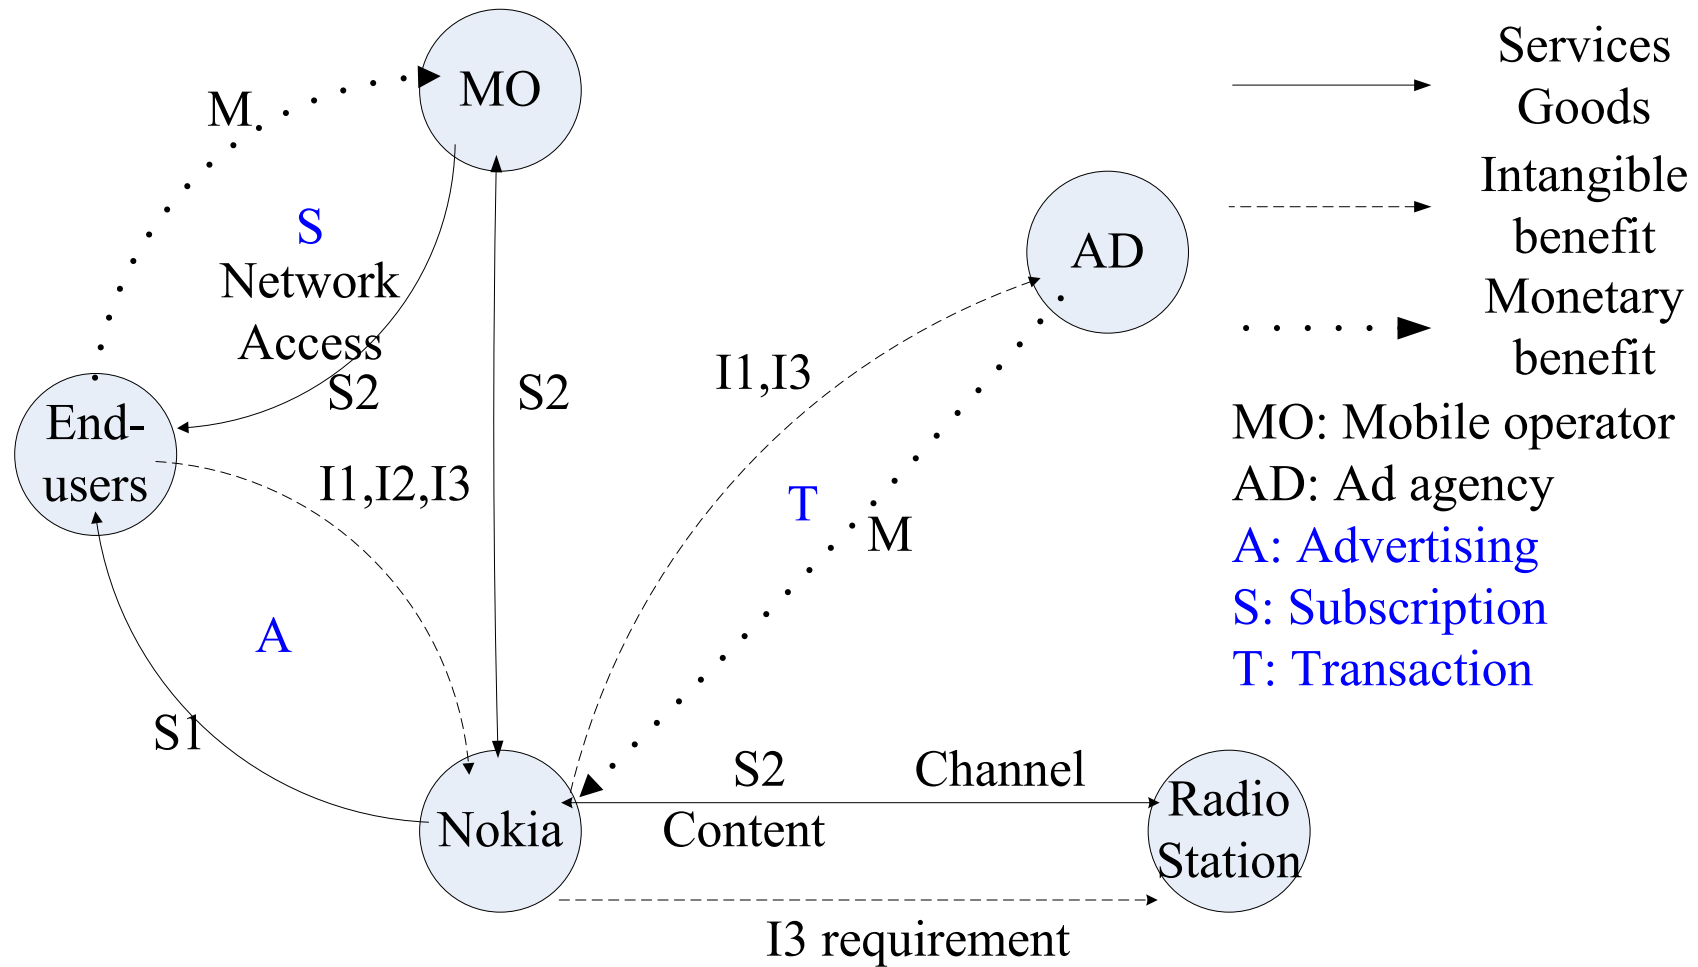 MO
M
S
Network
Access
S2
S2
End-
users
I1,I2,I3
A
S1
Nokia
AD
I1,I3
T
M
S2
Channel
Content
Radio
Station
I3 requirement
Services
Goods
Intangible
benefit
Monetary
benefit
MO: Mobile operator
AD: Ad agency
A: Advertising
S: Subscription
T: Transaction